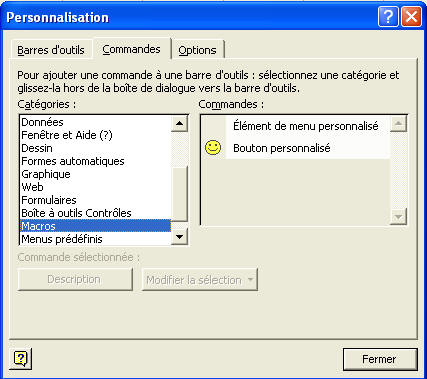 Personnalisation
Barres d'outils Commandes Options
Pour ajouter une commande à une barre d'outils : sélectionnez une catégorie et
glissez-la hors de la boîte de dialogue vers la barre d'outils.
Catégories :
Données
Fenêtre et Aide (?)
Dessin
Formes automatiques
Graphique
Web
Formulaires
Boîte à outils Contrôles
Macros
Menus prédéfinis
Commandes :
Élément de menu personnalisé
Bouton personnalisé
Commande sélectionnée :
Description Modifier la sélection
Fermer